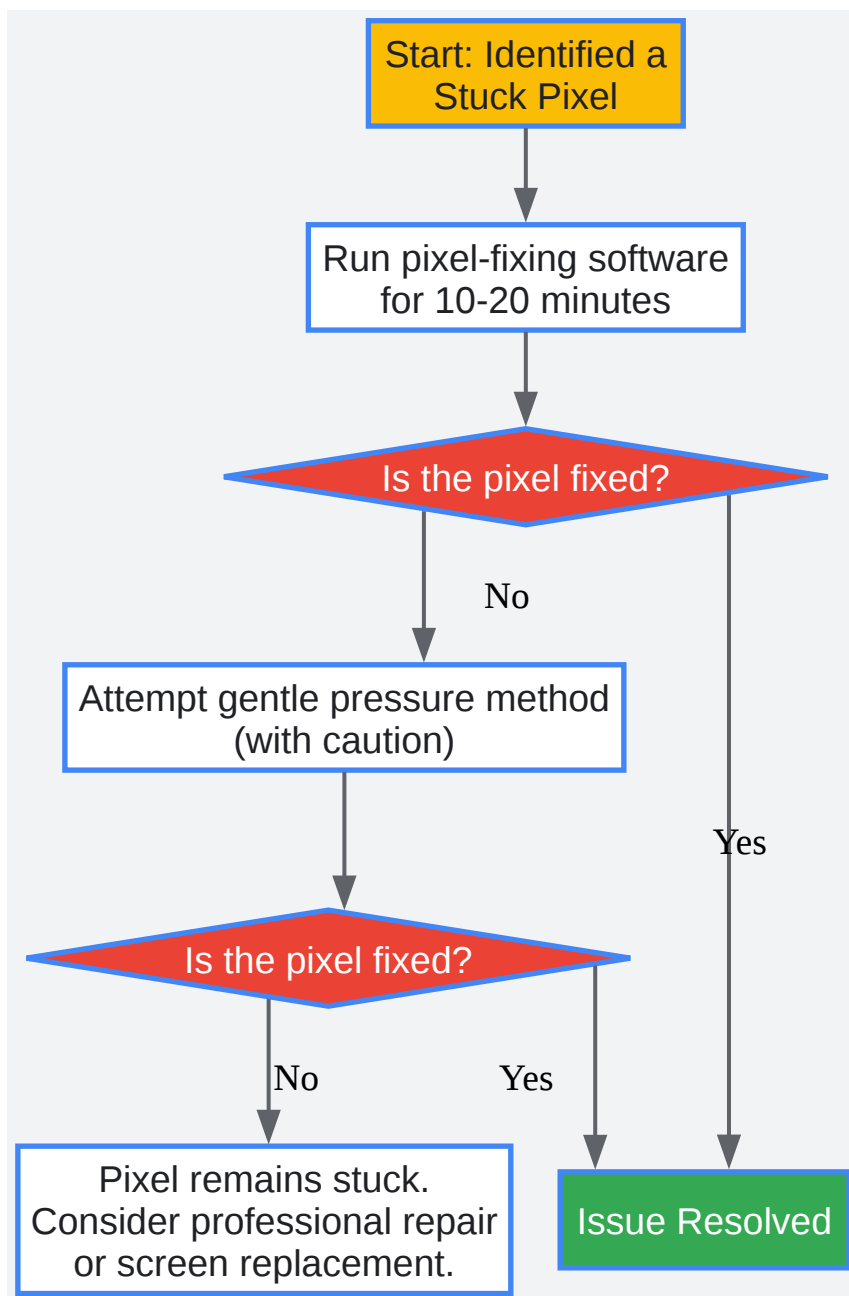 Start: Identified a
Stuck Pixel
Run pixel-fixing software
for 10-20 minutes
Is the pixel fixed?
No
Attempt gentle pressure method
(with caution)
Yes
Is the pixel fixed?
No
Yes
Pixel remains stuck.
Consider professional repair
or screen replacement.
Issue Resolved